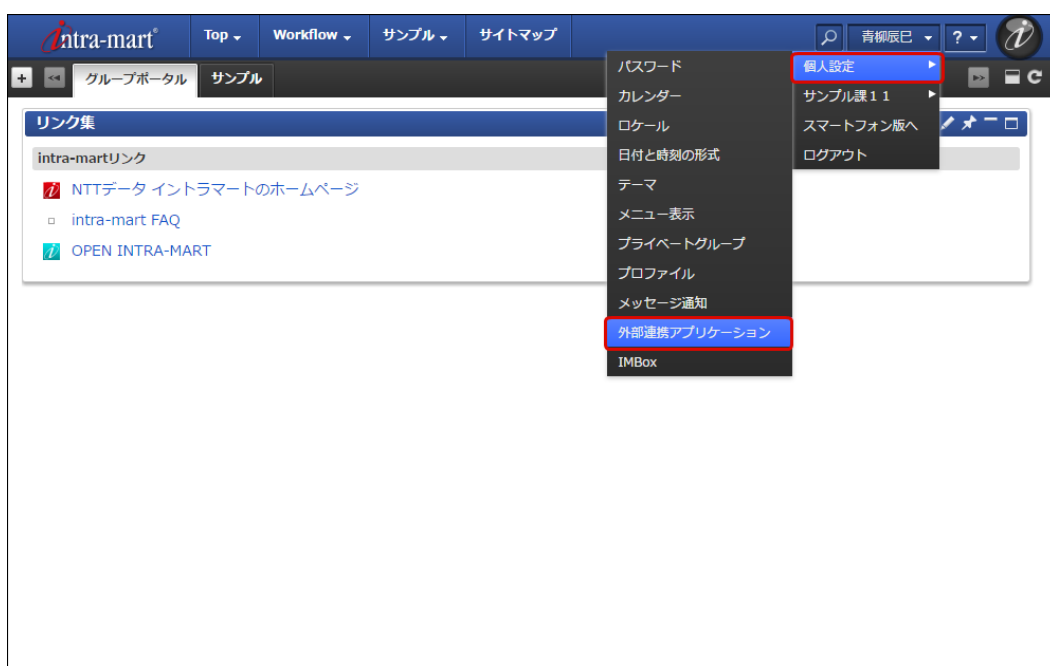 intra-mart®
Top
Workflow
サンプル
サイトマップ
青柳辰巳
?
グループポータル
サンプル
リンク集
intra-martリンク
NTTデータ イントラマートのホームページ
intra-mart FAQ
OPEN INTRA-MART
パスワード
カレンダー
ロケール
日付と時刻の形式
テーマ
メニュー表示
プライベートグループ
プロファイル
メッセージ通知
外部連携アプリケーション
IMBox
個人設定
サンプル課11
スマートフォン版へ
ログアウト